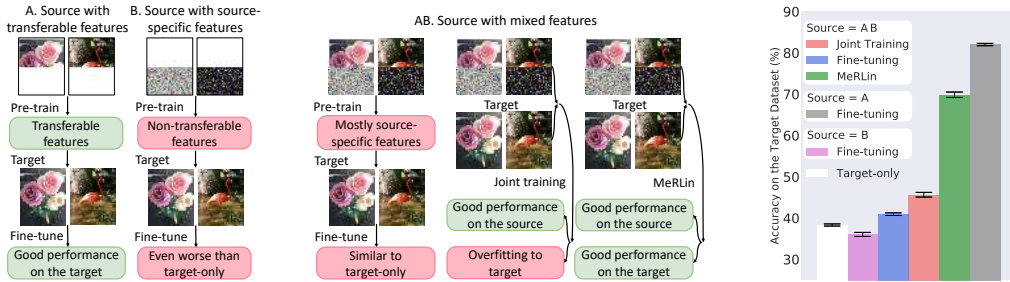 A. Source with
transferable features
Pre-train
Transferable
features
Target
Fine-tune
Good performance
on the target
B. Source with source-
specific features
Pre-train
Non-transferable
features
Target
Fine-tune
Even worse than
target-only
AB. Source with mixed features
Pre-train
Mostly source-
specific features
Target
Fine-tune
Similar to
target-only
Target
Joint training
Good performance
on the source
Overfitting to
target
Target
MeRLin
Good performance
on the source
Good performance
on the target
Accuracy on the Target Dataset (%)
90
80
70
60
50
40
30
Source = AB
Joint Training
Fine-tuning
MeRLin
Source = A
Fine-tuning
Source = B
Fine-tuning
Target-only